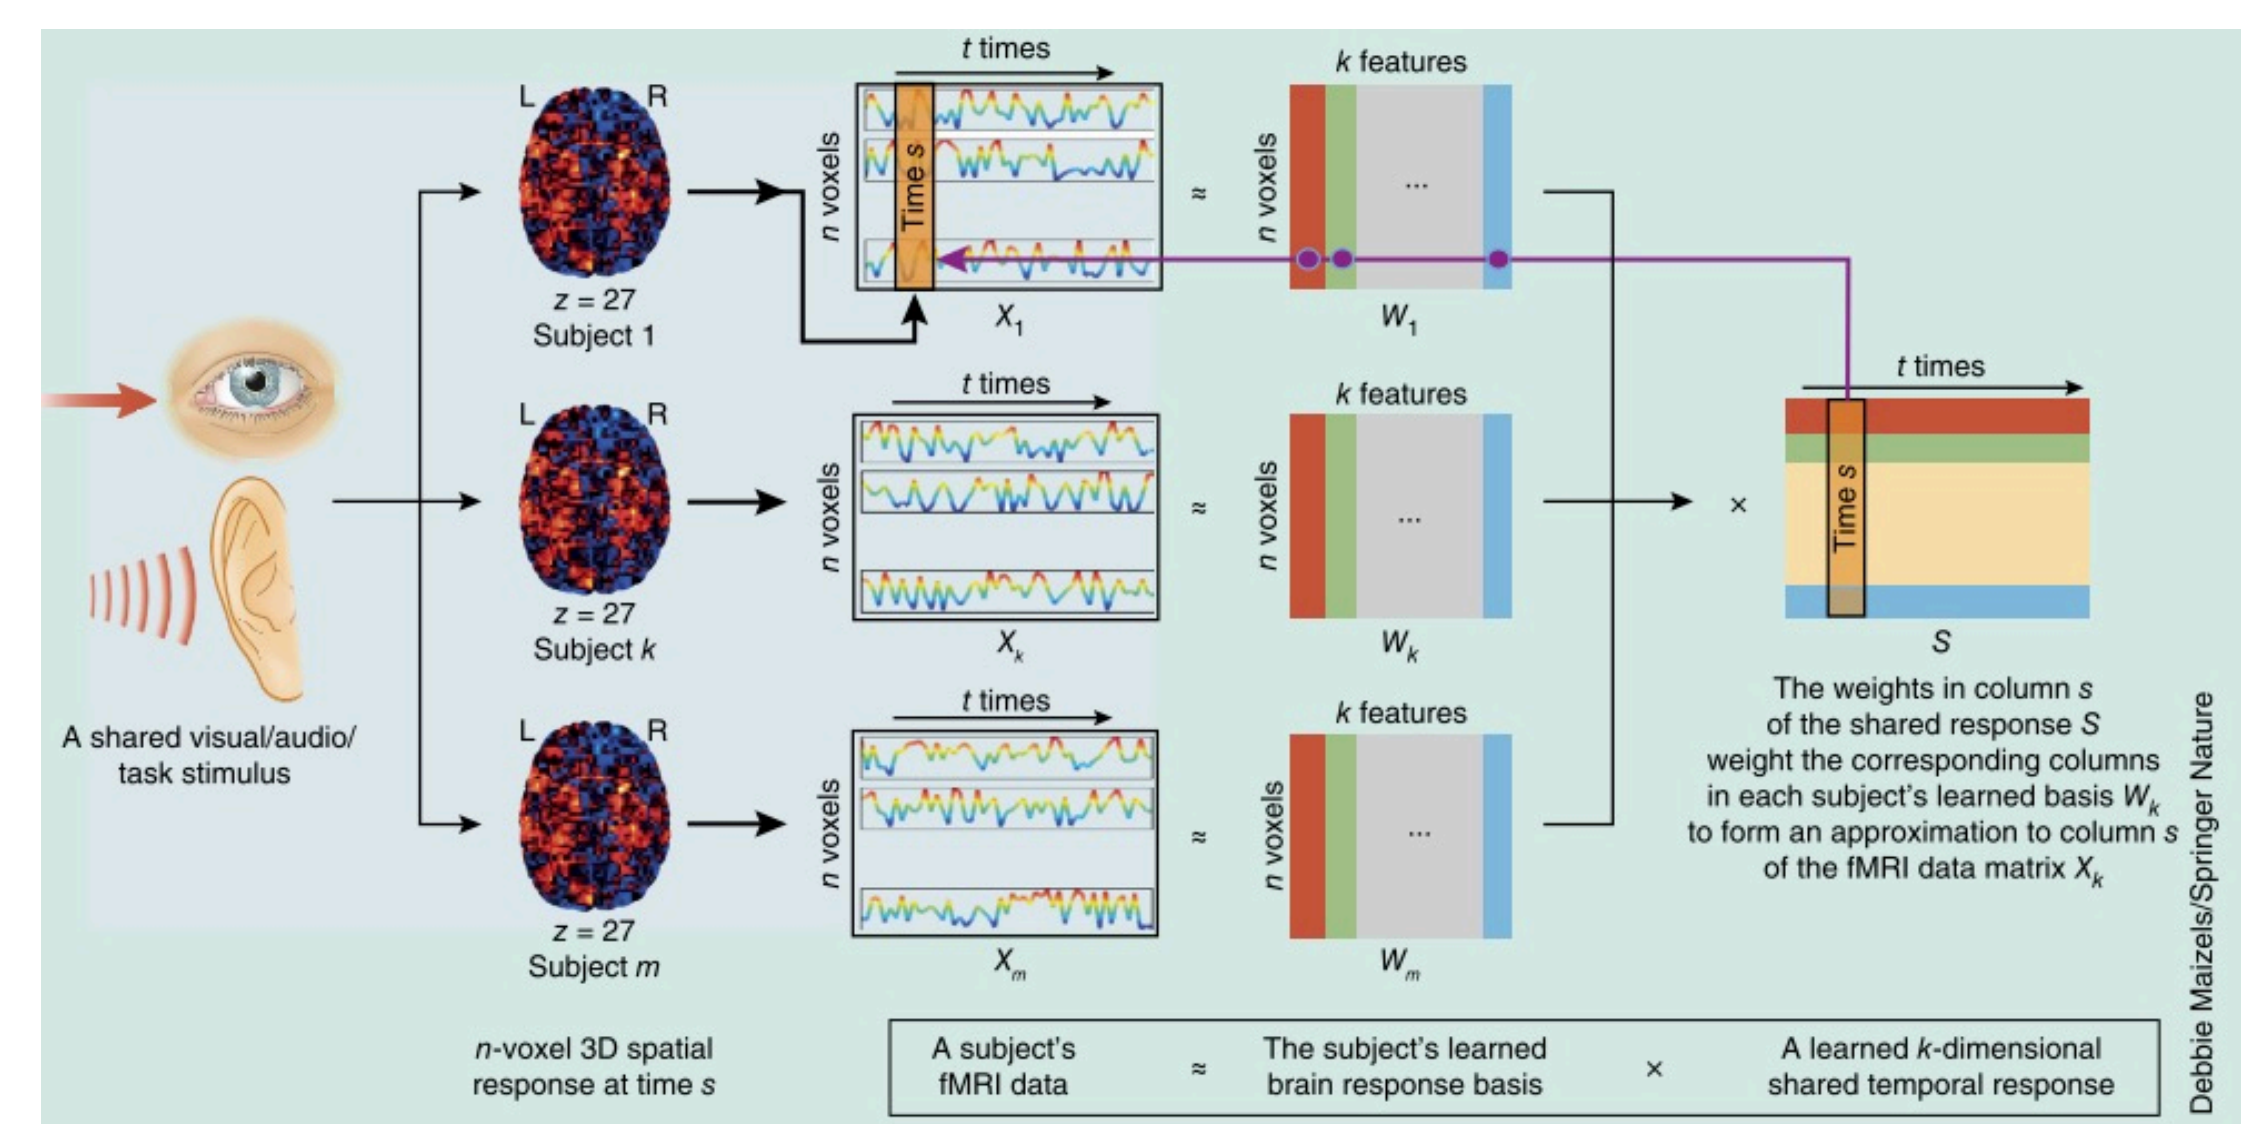 A shared visual/audio/
task stimulus
L R
z = 27
Subject 1
L R
z = 27
Subject k
L R
z = 27
Subject m
n-voxel 3D spatial
response at time s
t times
n voxels
Time s
X1
≈
k features
n voxels
...
W1
t times
n voxels
Xk
≈
k features
n voxels
...
Wk
t times
n voxels
Xm
≈
k features
n voxels
...
Wm
×
t times
Time s
S
The weights in column s
of the shared response S
weight the corresponding columns
in each subject's learned basis Wk
to form an approximation to column s
of the fMRI data matrix Xk
A subject's
fMRI data
≈
The subject's learned
brain response basis
×
A learned k-dimensional
shared temporal response
Debbie Maizels/Springer Nature